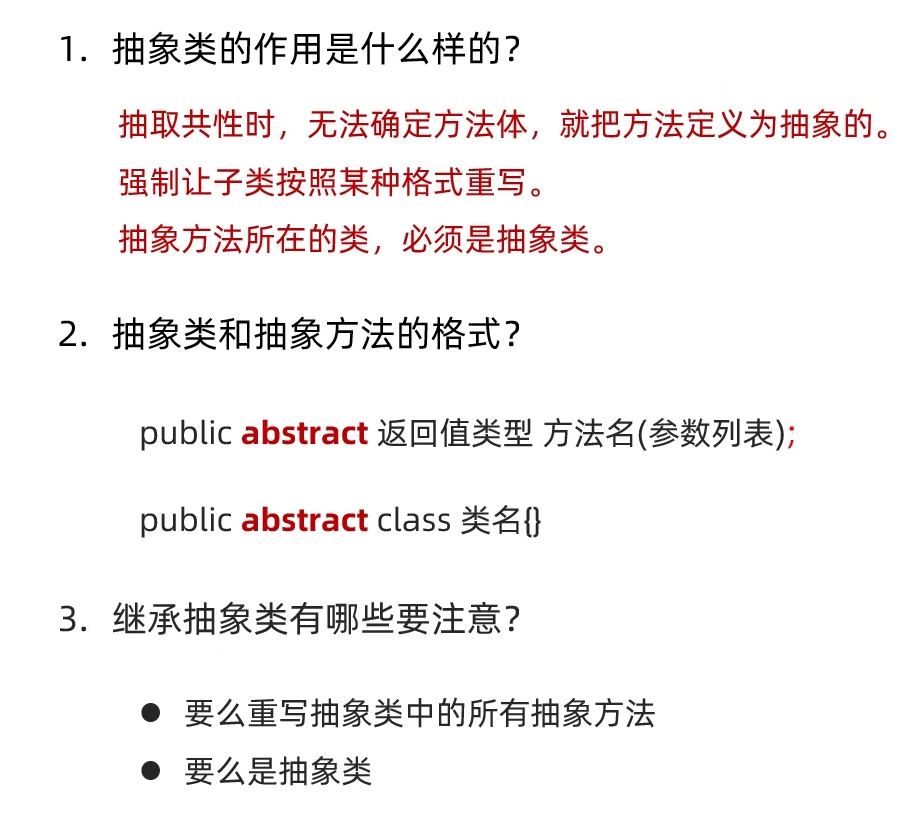 1. 抽象类的作用是什么样的？
抽取共性时，无法确定方法体，就把方法定义为抽象的。
强制让子类按照某种格式重写。
抽象方法所在的类，必须是抽象类。
2. 抽象类和抽象方法的格式？
public abstract 返回值类型 方法名(参数列表);
public abstract class 类名{}
3. 继承抽象类有哪些要注意？
● 要么重写抽象类中的所有抽象方法
● 要么是抽象类